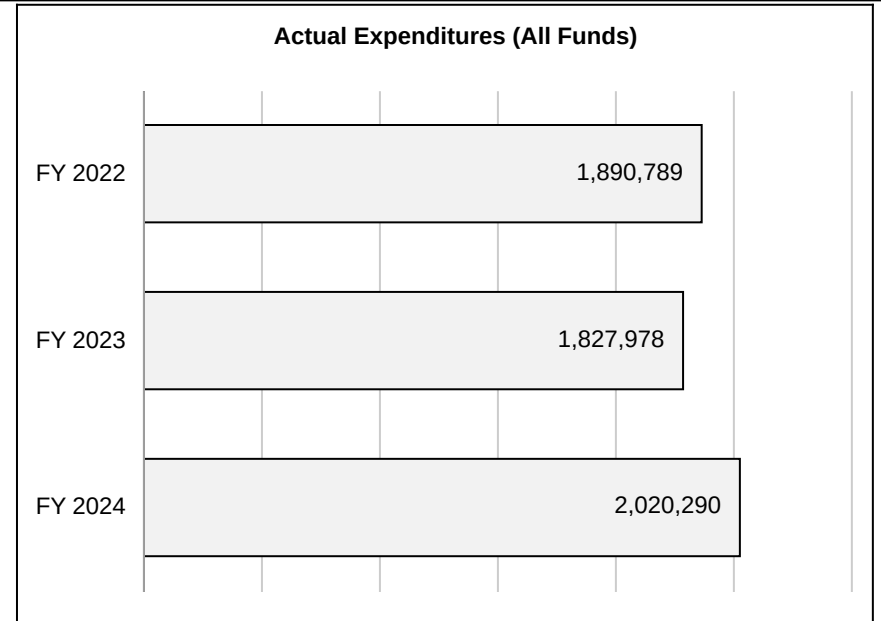 Actual Expenditures (All Funds)
FY 2022 1,890,789
FY 2023 1,827,978
FY 2024 2,020,290